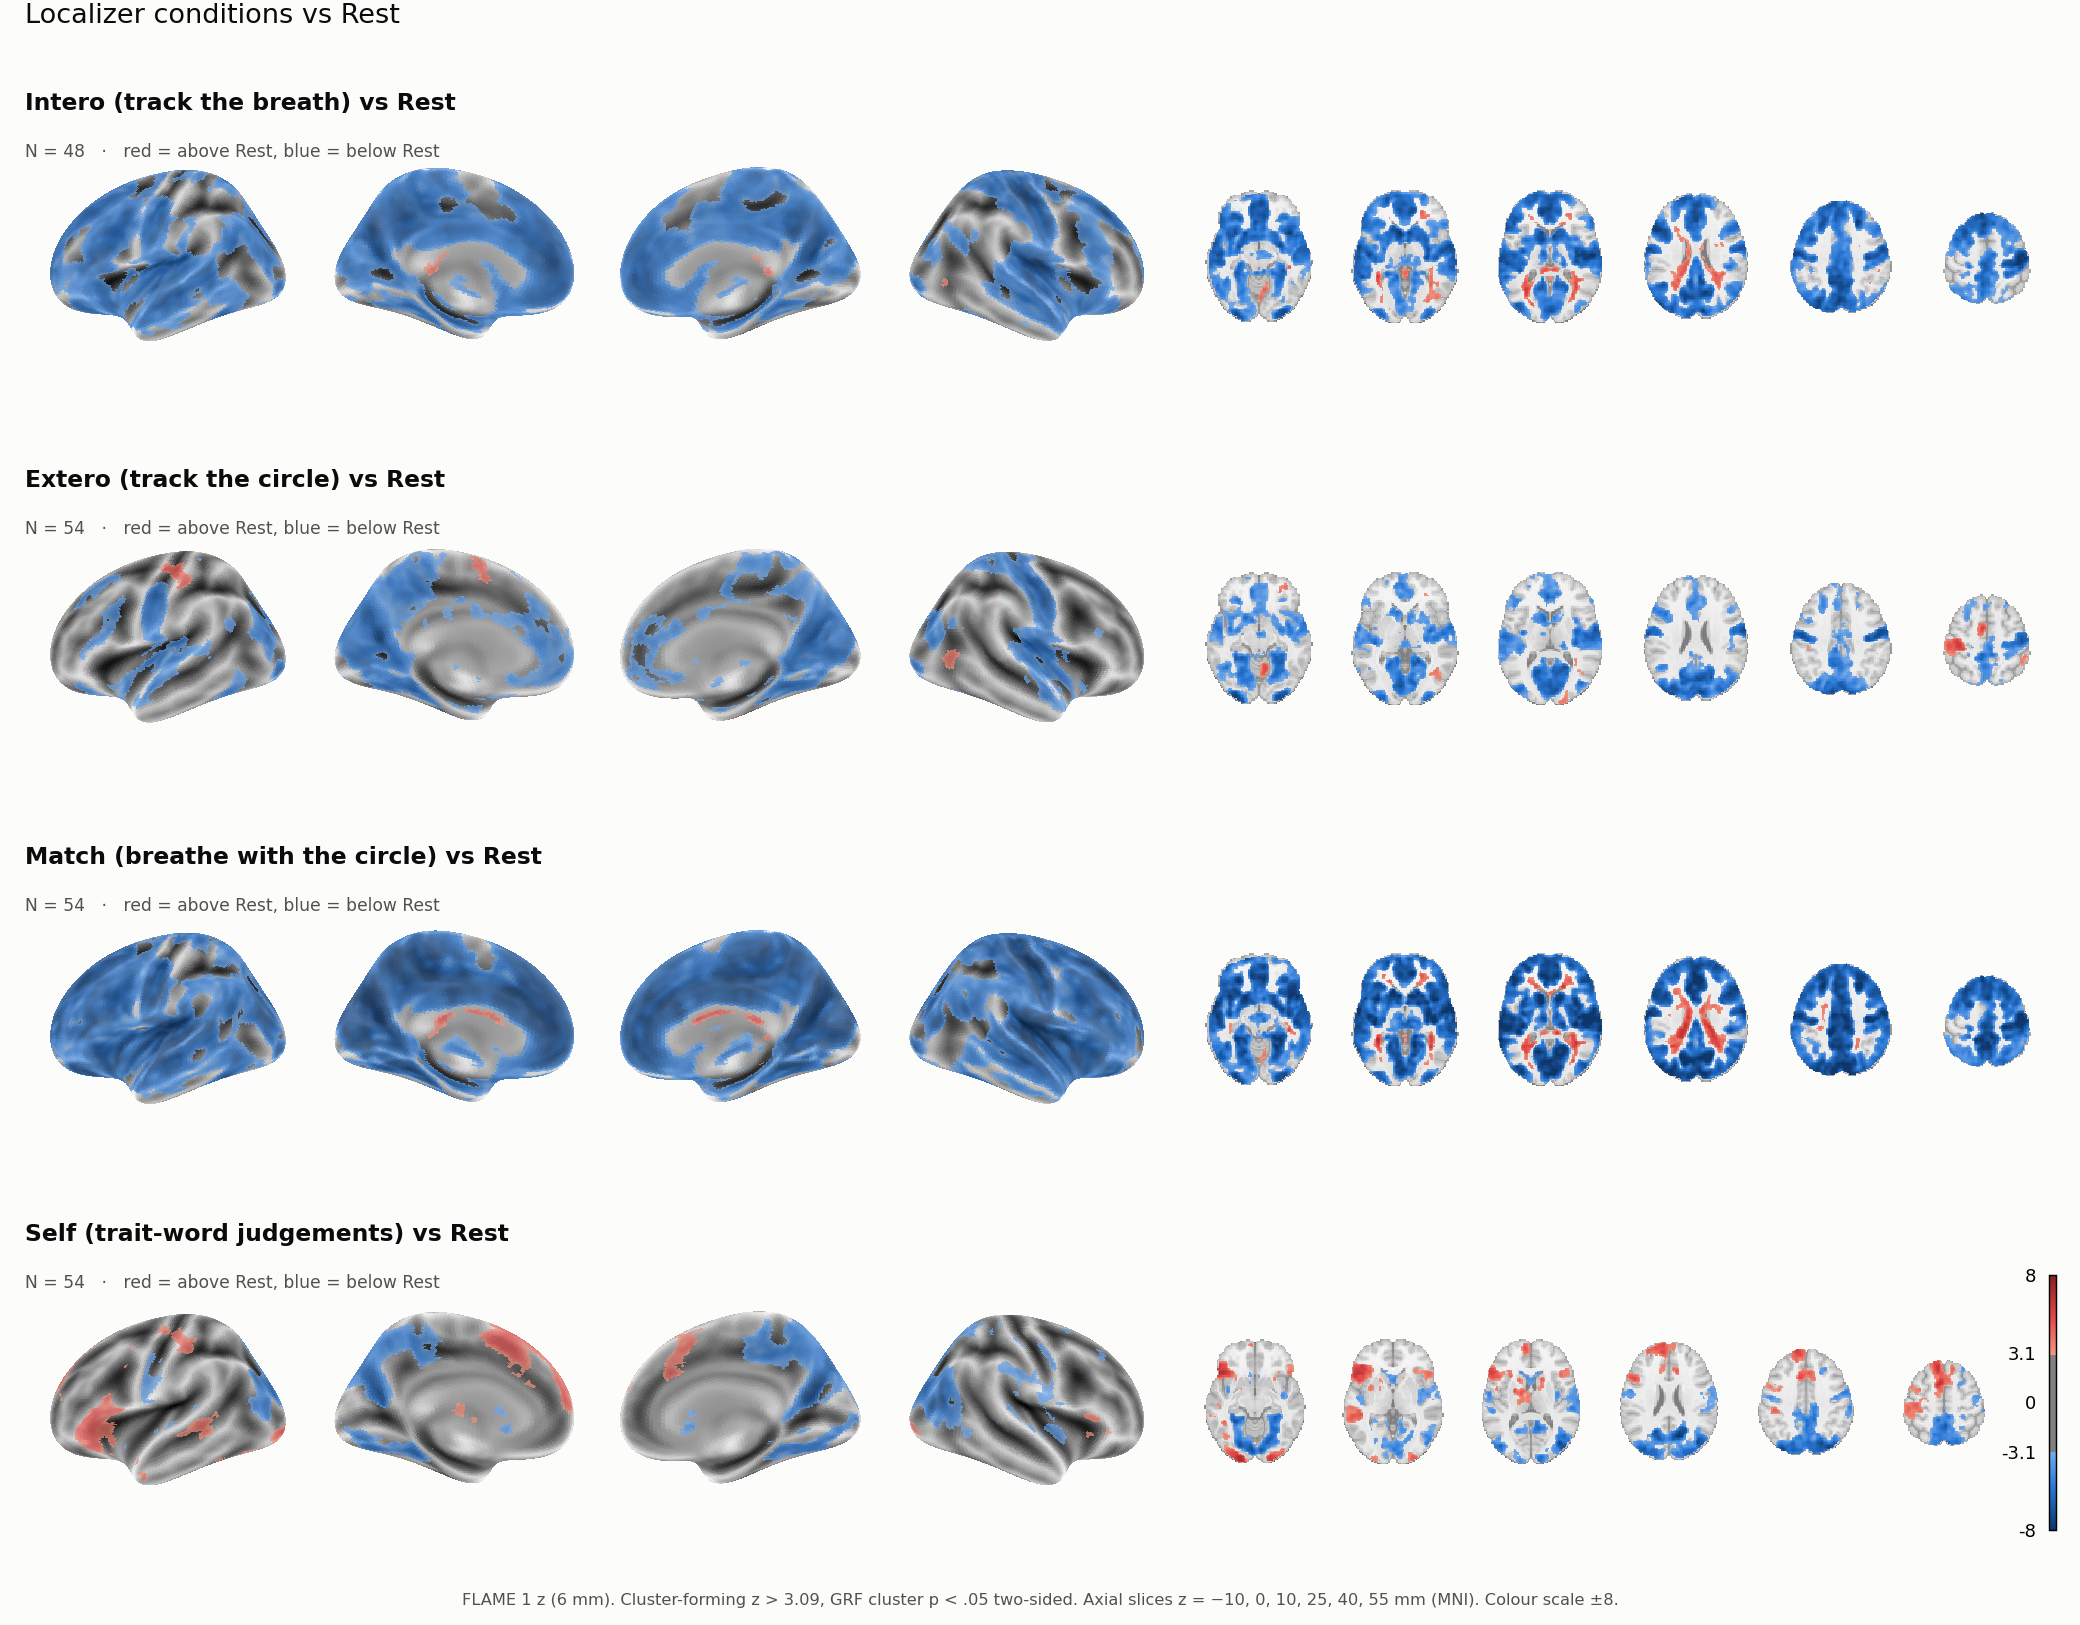 Localizer conditions vs Rest
Intero (track the breath) vs Rest
N = 48 · red = above Rest, blue = below Rest
Extero (track the circle) vs Rest
N = 54 · red = above Rest, blue = below Rest
Match (breathe with the circle) vs Rest
N = 54 · red = above Rest, blue = below Rest
Self (trait-word judgements) vs Rest
N = 54 · red = above Rest, blue = below Rest
8
3.1
0
-3.1
-8
FLAME 1 z (6 mm). Cluster-forming z > 3.09, GRF cluster p < .05 two-sided. Axial slices z = −10, 0, 10, 25, 40, 55 mm (MNI). Colour scale ±8.